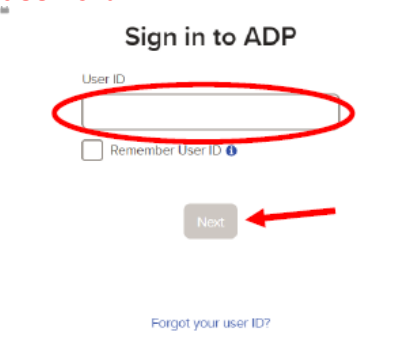 Sign in to ADP
User ID
Remember User ID
Next
Forgot your user ID?